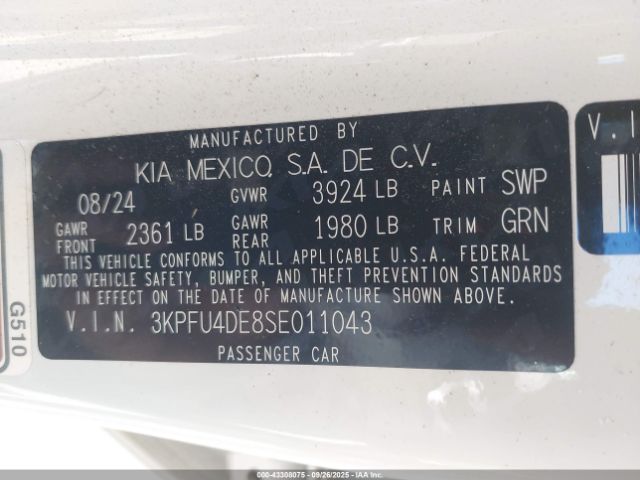 MANUFACTURED BY
KIA MEXICO, S.A. DE C.V.
08/24 GVWR 3924 LB PAINT SWP
GAWR FRONT 2361 LB GAWR REAR 1980 LB TRIM GRN
THIS VEHICLE CONFORMS TO ALL APPLICABLE U.S.A. FEDERAL
MOTOR VEHICLE SAFETY, BUMPER, AND THEFT PREVENTION STANDARDS
IN EFFECT ON THE DATE OF MANUFACTURE SHOWN ABOVE.
V.I.N. 3KPFU4DE8SE011043
PASSENGER CAR
G510
V.I
000-43308075 | 09/26/2025 | IAAI.com